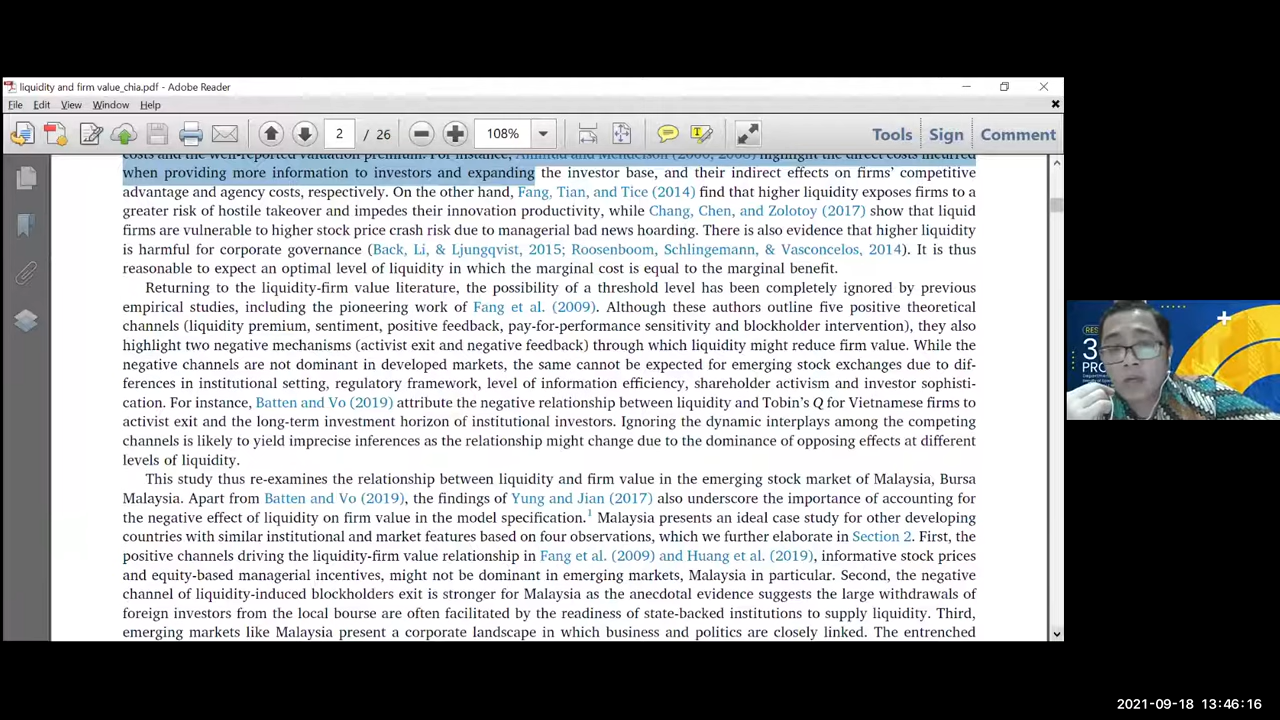 liquidity and firm value_chia.pdf - Adobe Reader
File Edit View Window Help
2 / 26 108% Tools Sign Comment
costs and the well-reported valuation premium. For instance, Amihud and Mendelson (2000, 2008) highlight the direct costs incurred
when providing more information to investors and expanding the investor base, and their indirect effects on firms' competitive
advantage and agency costs, respectively. On the other hand, Fang, Tian, and Tice (2014) find that higher liquidity exposes firms to a
greater risk of hostile takeover and impedes their innovation productivity, while Chang, Chen, and Zolotoy (2017) show that liquid
firms are vulnerable to higher stock price crash risk due to managerial bad news hoarding. There is also evidence that higher liquidity
is harmful for corporate governance (Back, Li, & Ljungqvist, 2015; Roosenboom, Schlingemann, & Vasconcelos, 2014). It is thus
reasonable to expect an optimal level of liquidity in which the marginal cost is equal to the marginal benefit.
Returning to the liquidity-firm value literature, the possibility of a threshold level has been completely ignored by previous
empirical studies, including the pioneering work of Fang et al. (2009). Although these authors outline five positive theoretical
channels (liquidity premium, sentiment, positive feedback, pay-for-performance sensitivity and blockholder intervention), they also
highlight two negative mechanisms (activist exit and negative feedback) through which liquidity might reduce firm value. While the
negative channels are not dominant in developed markets, the same cannot be expected for emerging stock exchanges due to dif-
ferences in institutional setting, regulatory framework, level of information efficiency, shareholder activism and investor sophisti-
cation. For instance, Batten and Vo (2019) attribute the negative relationship between liquidity and Tobin's Q for Vietnamese firms to
activist exit and the long-term investment horizon of institutional investors. Ignoring the dynamic interplays among the competing
channels is likely to yield imprecise inferences as the relationship might change due to the dominance of opposing effects at different
levels of liquidity.
This study thus re-examines the relationship between liquidity and firm value in the emerging stock market of Malaysia, Bursa
Malaysia. Apart from Batten and Vo (2019), the findings of Yung and Jian (2017) also underscore the importance of accounting for
the negative effect of liquidity on firm value in the model specification.1 Malaysia presents an ideal case study for other developing
countries with similar institutional and market features based on four observations, which we further elaborate in Section 2. First, the
positive channels driving the liquidity-firm value relationship in Fang et al. (2009) and Huang et al. (2019), informative stock prices
and equity-based managerial incentives, might not be dominant in emerging markets, Malaysia in particular. Second, the negative
channel of liquidity-induced blockholders exit is stronger for Malaysia as the anecdotal evidence suggests the large withdrawals of
foreign investors from the local bourse are often facilitated by the readiness of state-backed institutions to supply liquidity. Third,
emerging markets like Malaysia present a corporate landscape in which business and politics are closely linked. The entrenched
RES
3
PRO
2021-09-18 13:46:16